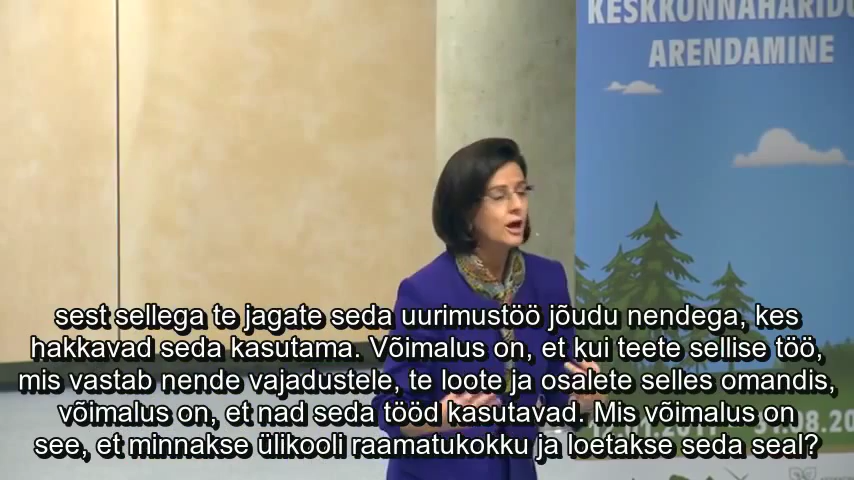 KESKKONNAHARIDU
ARENDAMINE
sest sellega te jagate seda uurimustöö jõudu nendega, kes
hakkavad seda kasutama. Võimalus on, et kui teete sellise töö,
mis vastab nende vajadustele, te loote ja osalete selles omandis,
võimalus on, et nad seda tööd kasutavad. Mis võimalus on
see, et minnakse ülikooli raamatukokku ja loetakse seda seal?